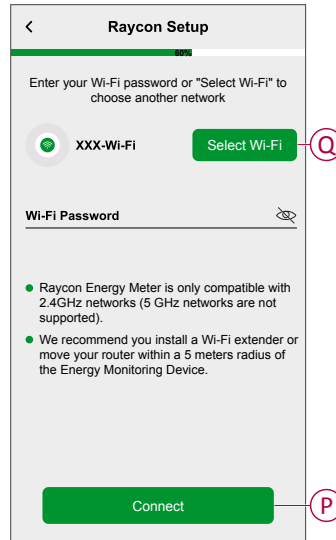 Raycon Setup
60%
Enter your Wi-Fi password or "Select Wi-Fi" to
choose another network
XXX-Wi-Fi
Select Wi-Fi
Q
Wi-Fi Password
Raycon Energy Meter is only compatible with
2.4GHz networks (5 GHz networks are not
supported).
We recommend you install a Wi-Fi extender or
move your router within a 5 meters radius of
the Energy Monitoring Device.
Connect
P